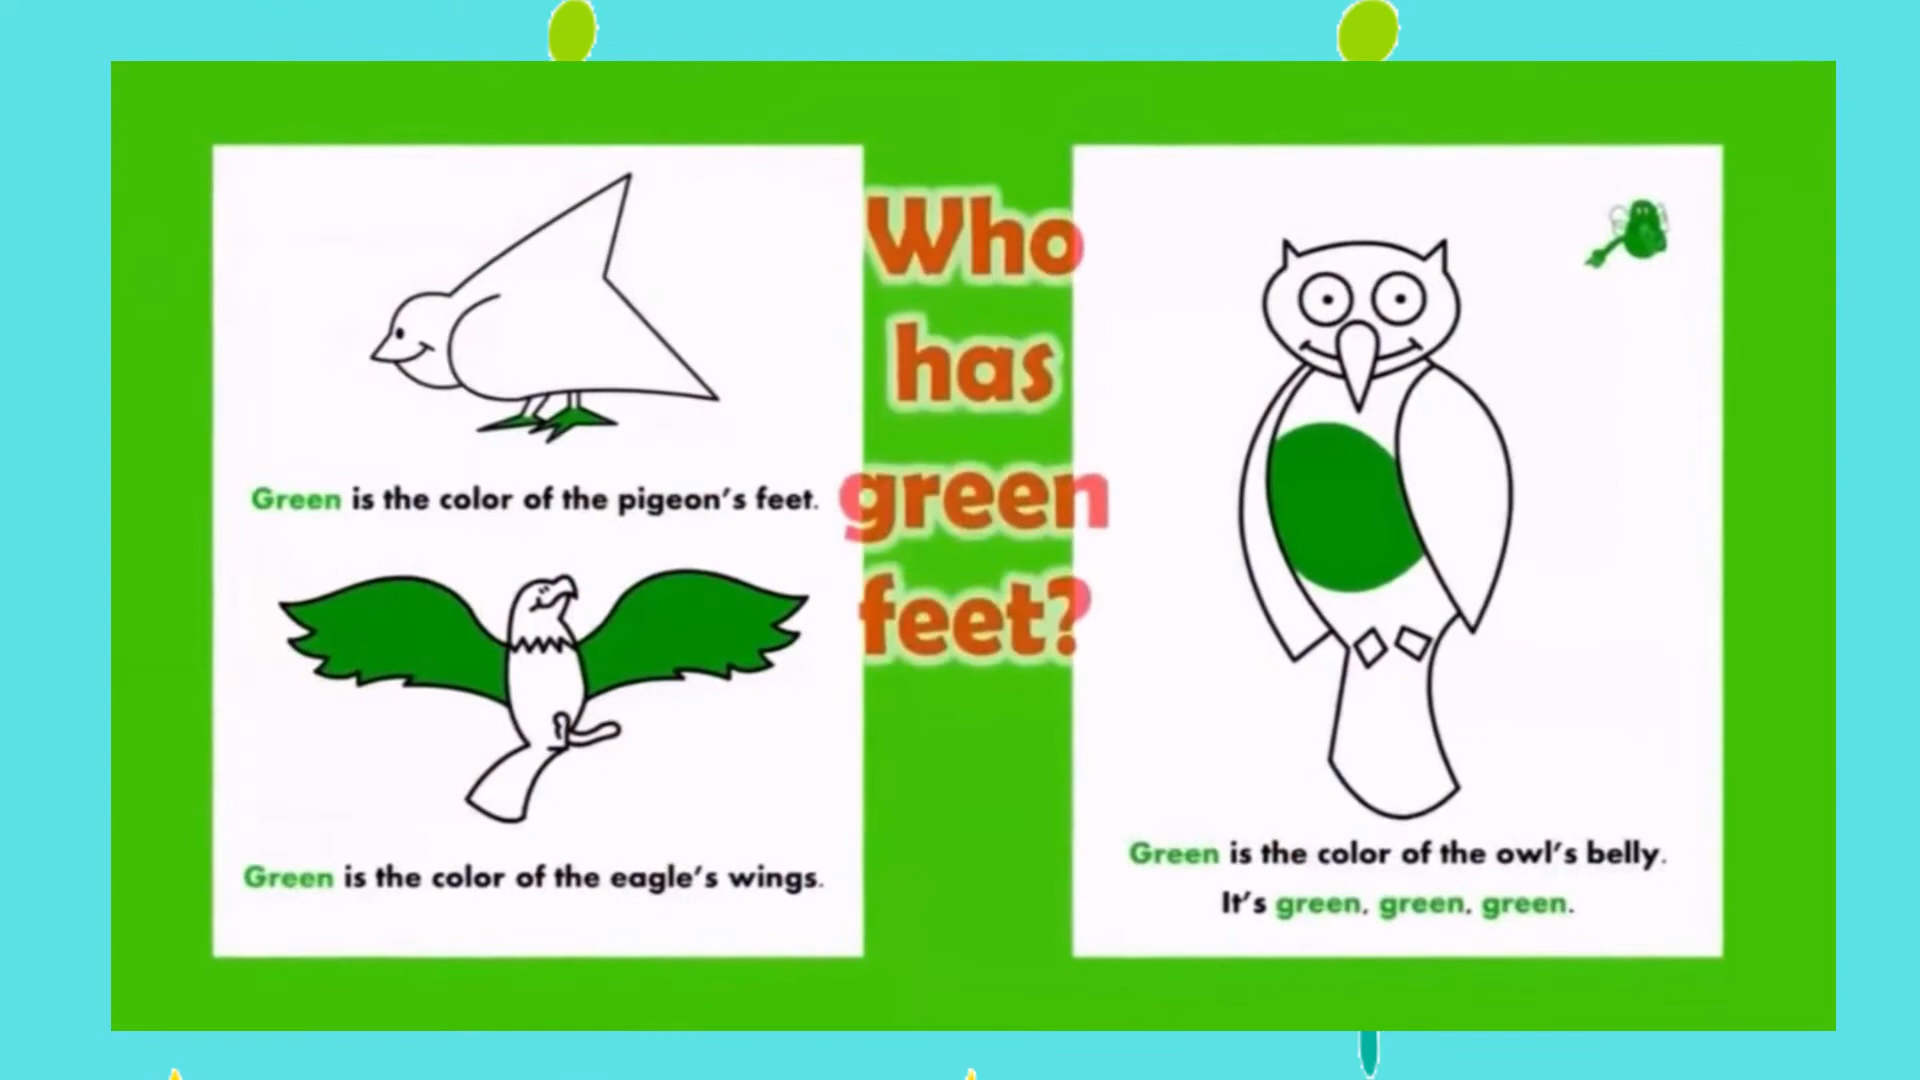 Green is the color of the pigeon's feet.
Green is the color of the eagle's wings.
Who
has
green
feet?
Green is the color of the owl's belly.
It's green, green, green.